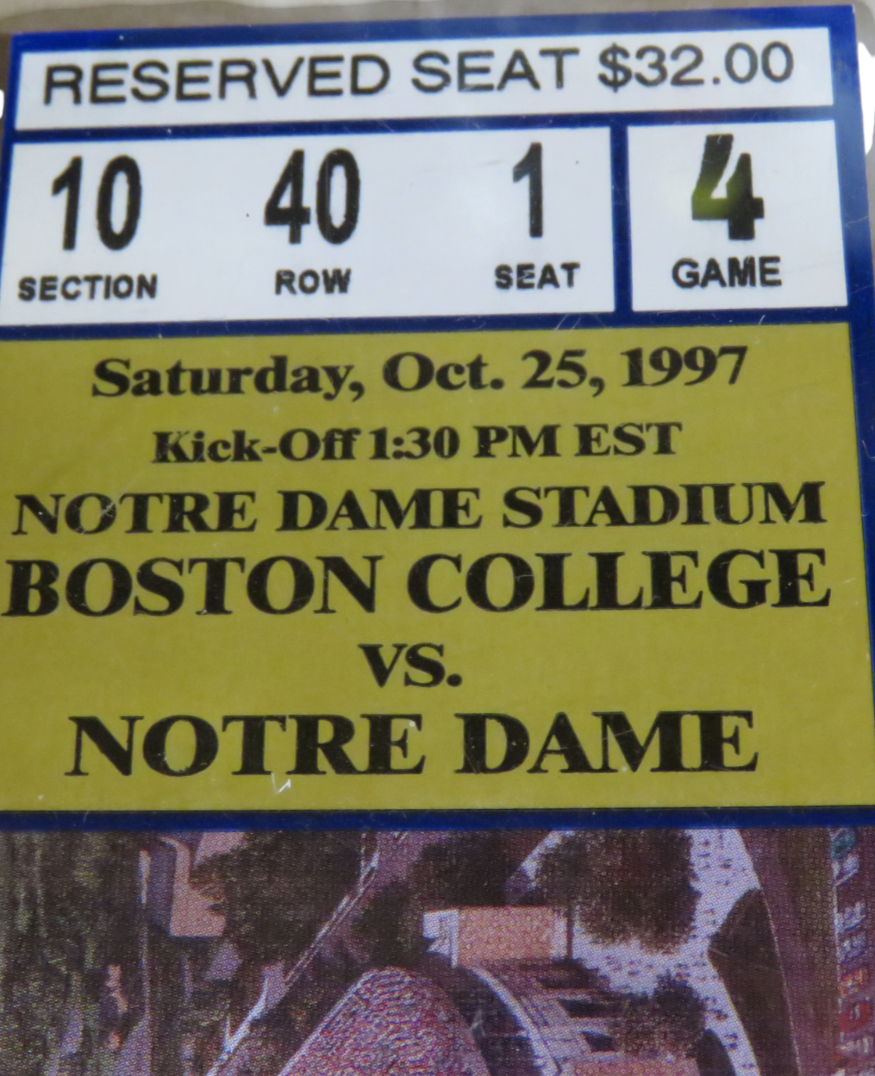 RESERVED SEAT $32.00
10 40 1 4
SECTION ROW SEAT GAME
Saturday, Oct. 25, 1997
Kick-Off 1:30 PM EST
NOTRE DAME STADIUM
BOSTON COLLEGE
VS.
NOTRE DAME